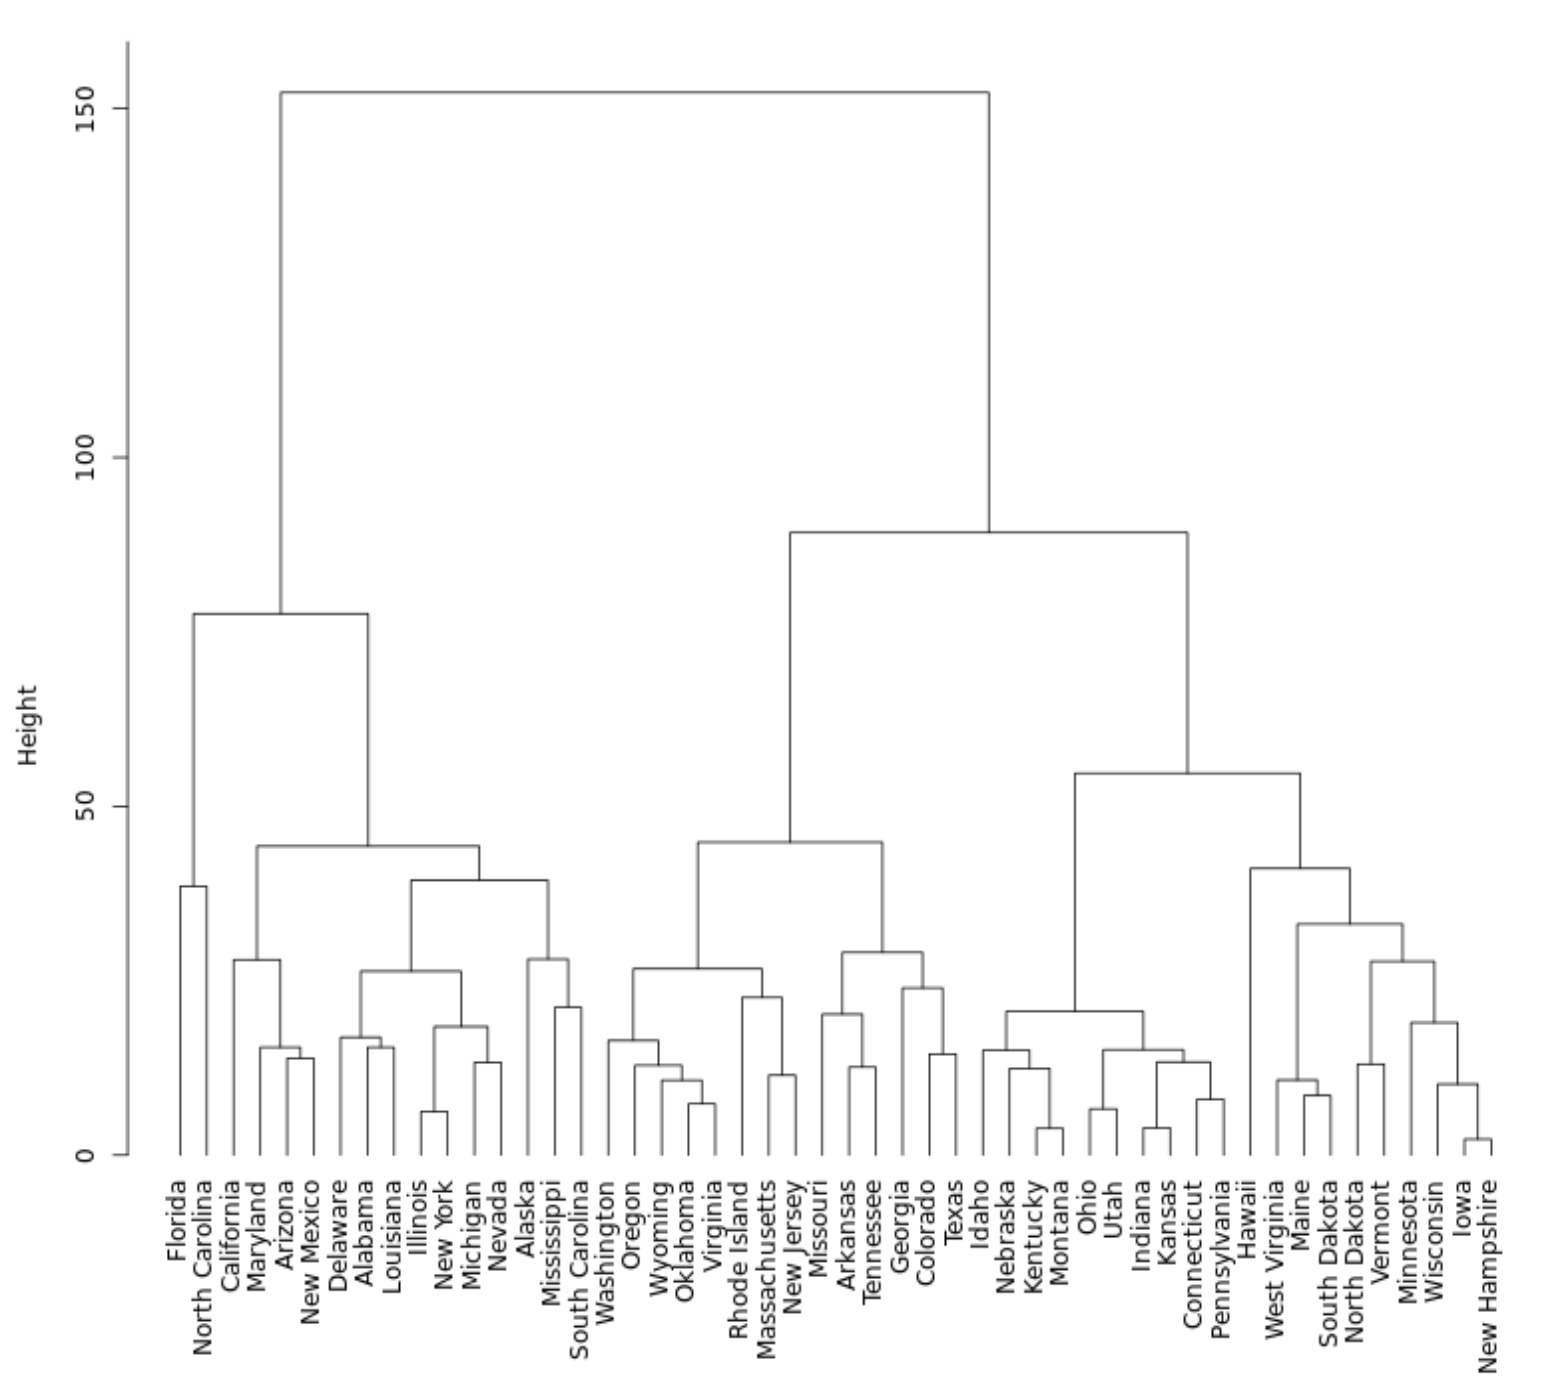 150
100
50
0
Height
Florida
North Carolina
California
Maryland
Arizona
New Mexico
Delaware
Alabama
Louisiana
Illinois
New York
Michigan
Nevada
Alaska
Mississippi
South Carolina
Washington
Oregon
Wyoming
Oklahoma
Virginia
Rhode Island
Massachusetts
New Jersey
Missouri
Arkansas
Tennessee
Georgia
Colorado
Texas
Idaho
Nebraska
Kentucky
Montana
Ohio
Utah
Indiana
Kansas
Connecticut
Pennsylvania
Hawaii
West Virginia
Maine
South Dakota
North Dakota
Vermont
Minnesota
Wisconsin
Iowa
New Hampshire